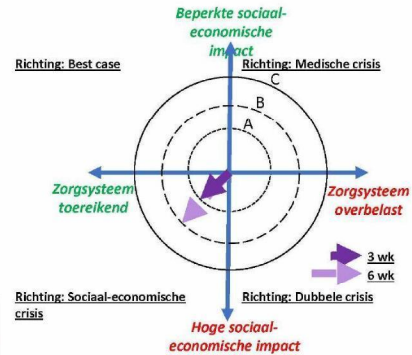 Beperkte sociaal-
economische
impact
Richting: Best case
Richting: Medische crisis
C
B
A
Zorgsysteem
toereikend
Zorgsysteem
overbelast
3 wk
6 wk
Richting: Sociaal-economische
crisis
Richting: Dubbele crisis
Hoge sociaal-
economische impact